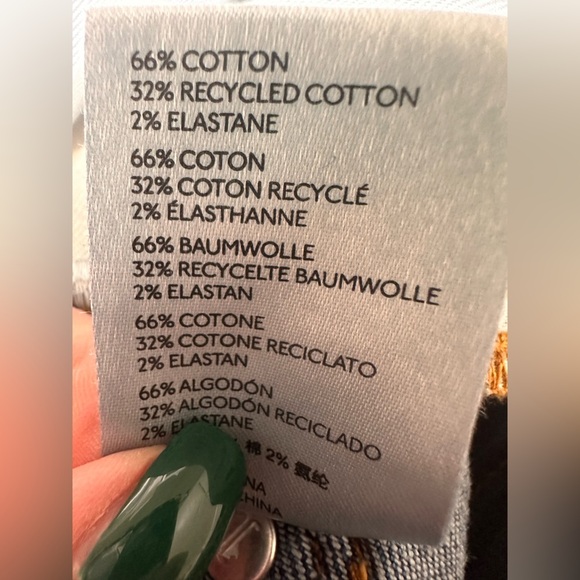 66% COTTON
32% RECYCLED COTTON
2% ELASTANE
66% COTON
32% COTON RECYCLÉ
2% ÉLASTHANNE
66% BAUMWOLLE
32% RECYCELTE BAUMWOLLE
2% ELASTAN
66% COTONE
32% COTONE RECICLATO
2% ELASTAN
66% ALGODÓN
32% ALGODÓN RECICLADO
2% ELASTANE
棉 2% 氨纶
CHINA